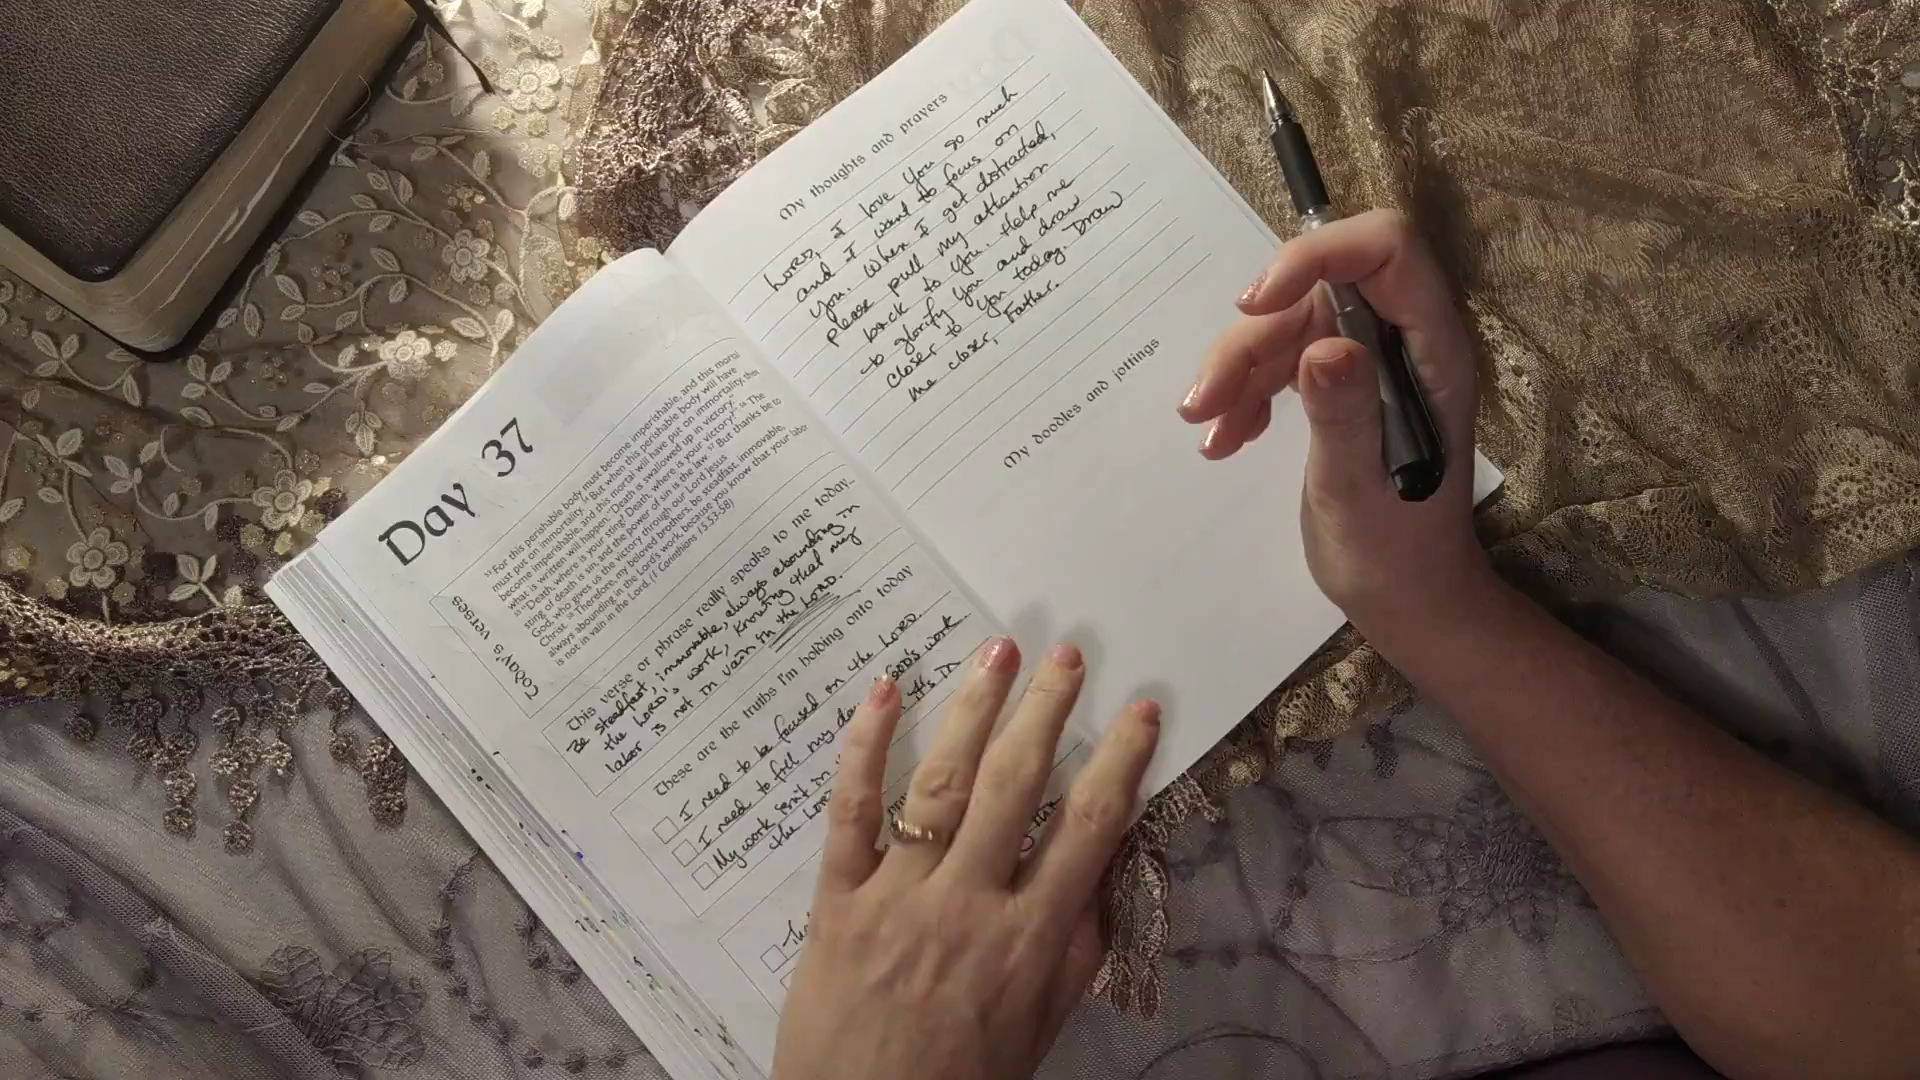 Day 37
Today's verses
53 For this perishable body must become imperishable, and this mortal
must put on immortality. 54 But when this perishable body will have
become imperishable, and this mortal will have put on immortality, then
what is written will happen: "Death is swallowed up in victory."
55 "Death, where is your sting? Death, where is your victory?" 56 The
sting of death is sin, and the power of sin is the law. 57 But thanks be to
God, who gives us the victory through our Lord Jesus
Christ. 58 Therefore, my beloved brothers, be steadfast, immovable,
always abounding in the Lord's work, because you know that your labor
is not in vain in the Lord. (1 Corinthians 15.53-58)
This verse or phrase really speaks to me today...
Be steadfast, immovable, always abounding in
the LORD's work, knowing that my
labor is not in vain in the LORD.
These are the truths I'm holding onto today
I need to be focused on the LORD.
I need to fill my day GOD's work.
My work isn't in it's IN
the LORD
My thoughts and prayers
LORD, I love You so much
and I want to focus on
You. When I get distracted,
please pull my attention
back to You. Help me
to glorify You and draw
closer to You today. Draw
me closer, Father.
My doodles and jottings